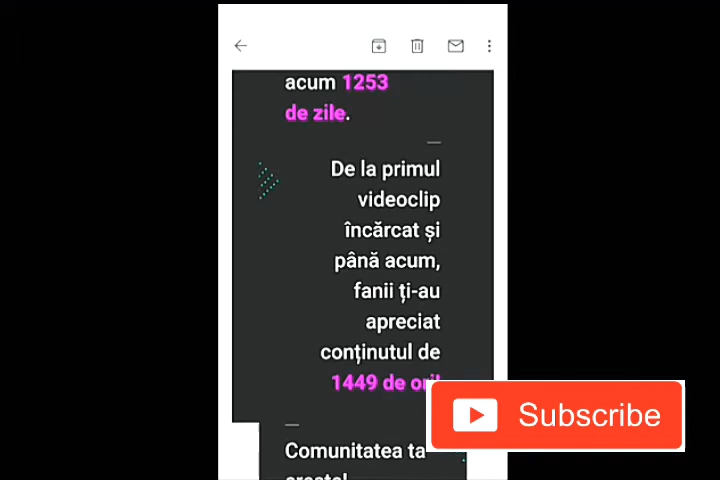 acum 1253
de zile.
De la primul
videoclip
încărcat și
până acum,
fanii ți-au
apreciat
conținutul de
1449 de ori!
Subscribe
Comunitatea ta